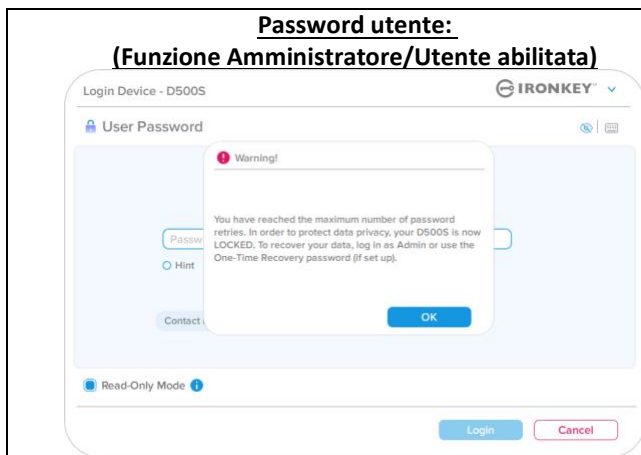 Password utente:
(Funzione Amministratore/Utente abilitata)
Login Device - D500S
IRONKEY™
User Password
Warning!
You have reached the maximum number of password
retries. In order to protect data privacy, your D500S is now
LOCKED. To recover your data, log in as Admin or use the
One-Time Recovery password (if set up).
Passw
Hint
Contact
OK
Read-Only Mode
Login
Cancel